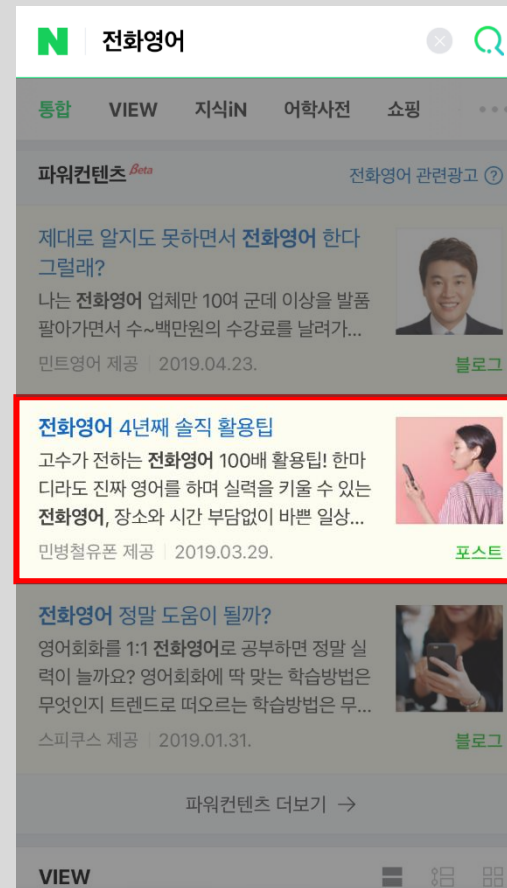 N 전화영어
통합 VIEW 지식iN 어학사전 쇼핑
파워컨텐츠 Beta 전화영어 관련광고 ?
제대로 알지도 못하면서 전화영어 한다
그럴래?
나는 전화영어 업체만 10여 군데 이상을 발품
팔아가면서 수~백만원의 수강료를 날려가...
민트영어 제공 | 2019.04.23. 블로그
전화영어 4년째 솔직 활용팁
고수가 전하는 전화영어 100배 활용팁! 한마
디라도 진짜 영어를 하며 실력을 키울 수 있는
전화영어, 장소와 시간 부담없이 바쁜 일상...
민병철유폰 제공 | 2019.03.29. 포스트
전화영어 정말 도움이 될까?
영어회화를 1:1 전화영어로 공부하면 정말 실
력이 늘까요? 영어회화에 딱 맞는 학습방법은
무엇인지 트렌드로 떠오르는 학습방법은 무...
스피쿠스 제공 | 2019.01.31. 블로그
파워컨텐츠 더보기 →
VIEW